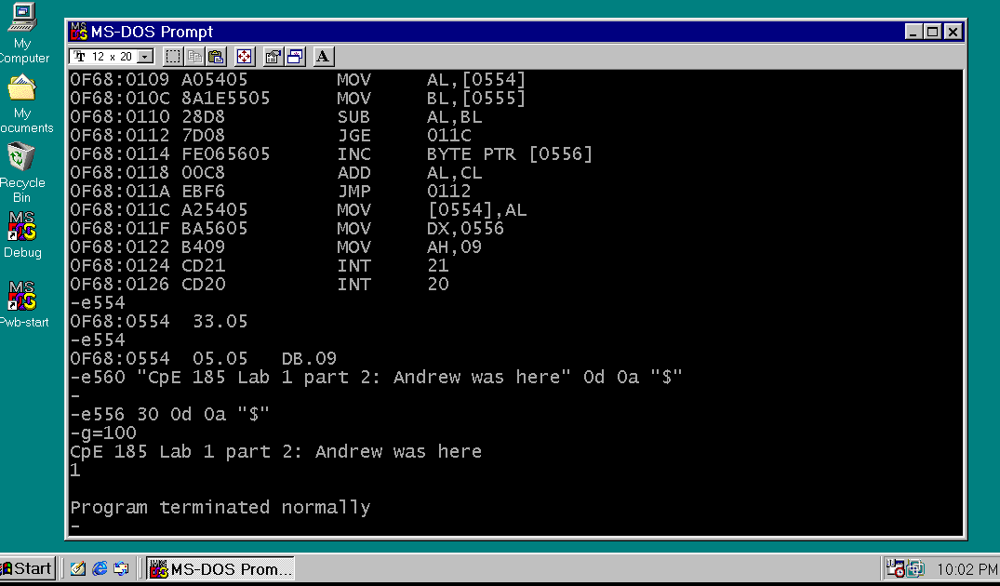 My
Computer
My
ocuments
Recycle
Bin
MS
Debug
MS
Pwb-start
MS-DOS Prompt
12 x 20
A
0F68:0109 A05405 MOV AL,[0554]
0F68:010C 8A1E5505 MOV BL,[0555]
0F68:0110 28D8 SUB AL,BL
0F68:0112 7D08 JGE 011C
0F68:0114 FE065605 INC BYTE PTR [0556]
0F68:0118 00C8 ADD AL,CL
0F68:011A EBF6 JMP 0112
0F68:011C A25405 MOV [0554],AL
0F68:011F BA5605 MOV DX,0556
0F68:0122 B409 MOV AH,09
0F68:0124 CD21 INT 21
0F68:0126 CD20 INT 20
-e554
0F68:0554 33.05
-e554
0F68:0554 05.05 DB.09
-e560 "CpE 185 Lab 1 part 2: Andrew was here" 0d 0a "$"
-
-e556 30 0d 0a "$"
-g=100
CpE 185 Lab 1 part 2: Andrew was here
1
Program terminated normally
-
Start
MS-DOS Prom...
10:02 PM